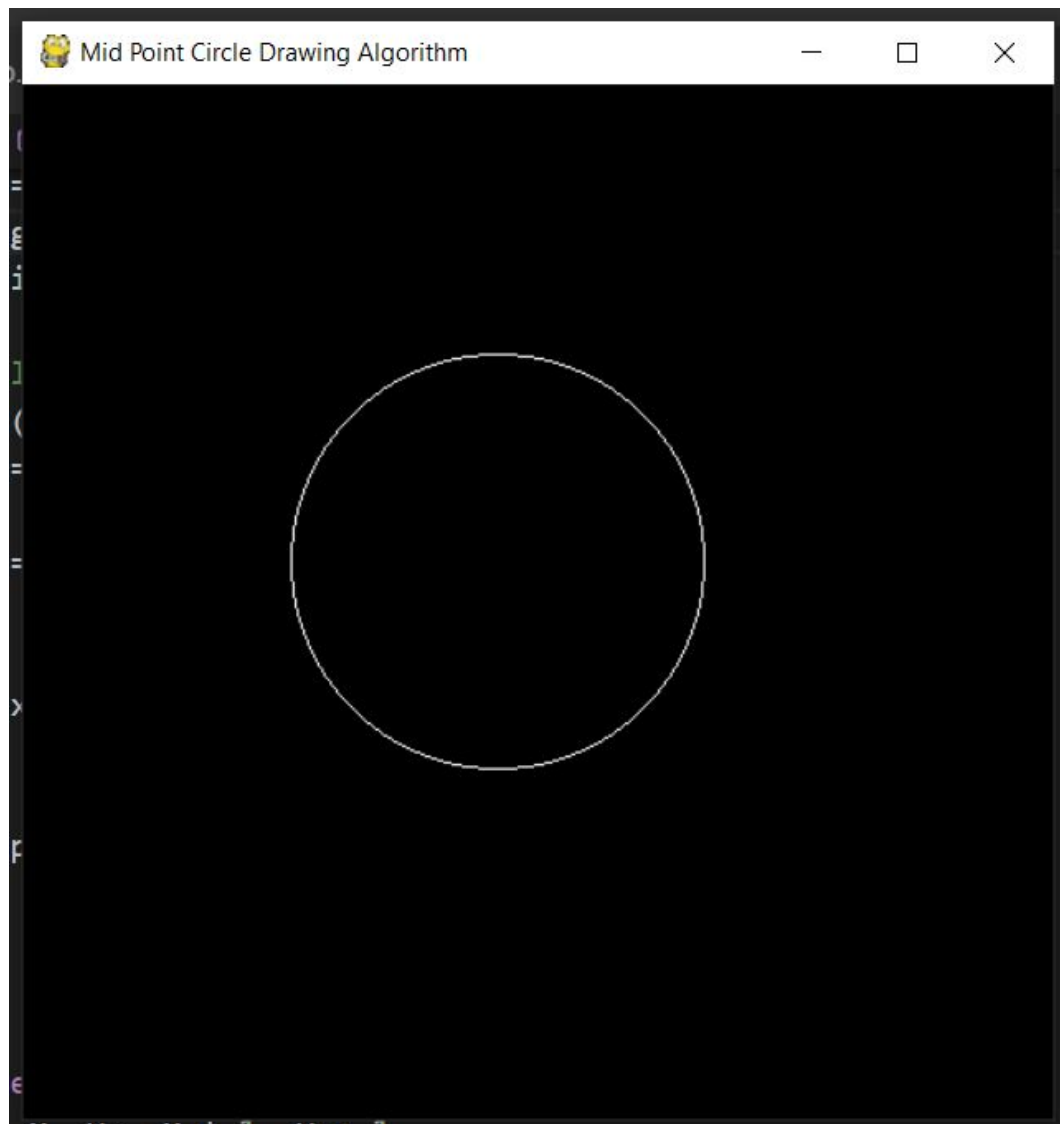 Mid Point Circle Drawing Algorithm
=
(
=
=
x
p
e